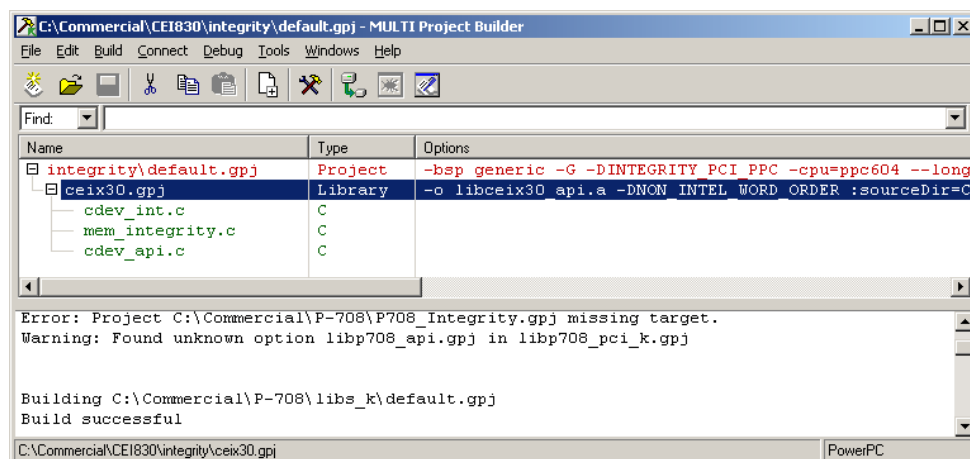 C:\Commercial\CEI830\integrity\default.gpj - MULTI Project Builder
File Edit Build Connect Debug Tools Windows Help
Find:
Name Type Options
integrity\default.gpj Project -bsp generic -G -DINTEGRITY_PCI_PPC -cpu=ppc604 --long
ceix30.gpj Library -o libceix30_api.a -DNON_INTEL_WORD_ORDER :sourceDir=C
cdev_int.c C
mem_integrity.c C
cdev_api.c C
Error: Project C:\Commercial\P-708\P708_Integrity.gpj missing target.
Warning: Found unknown option libp708_api.gpj in libp708_pci_k.gpj
Building C:\Commercial\P-708\libs_k\default.gpj
Build successful
C:\Commercial\CEI830\integrity\ceix30.gpj PowerPC